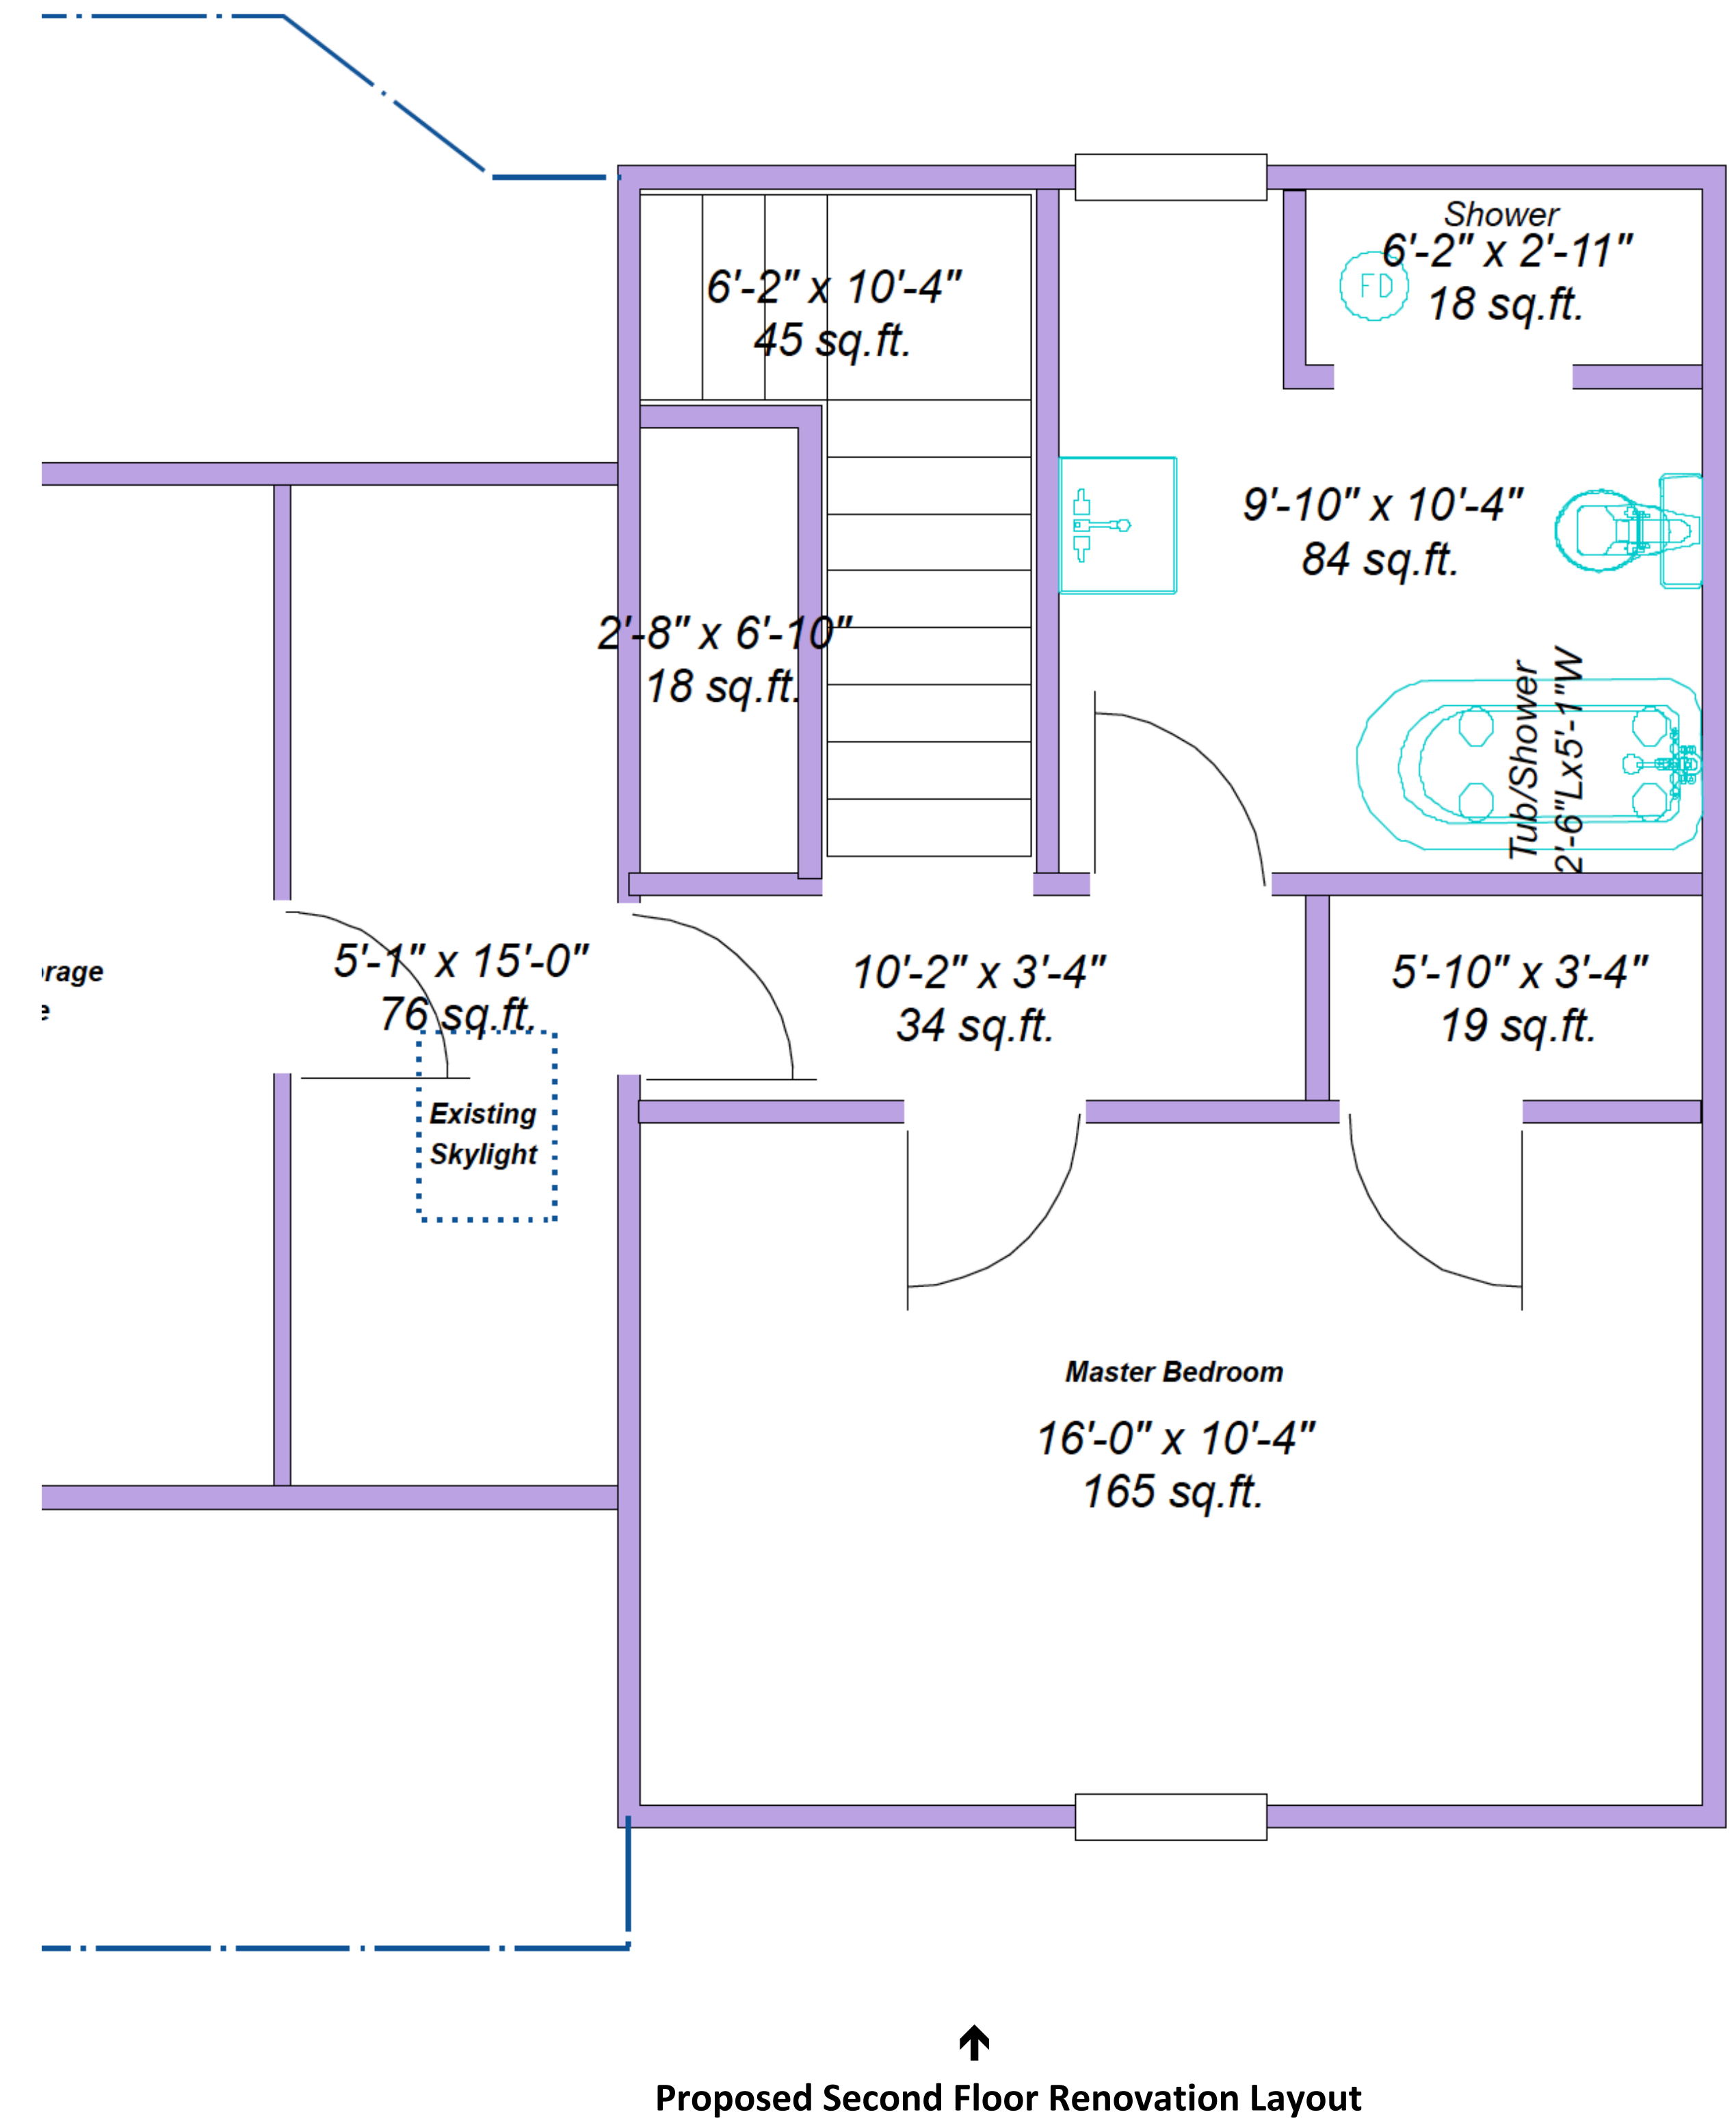 Shower
6'-2" x 2'-11"
18 sq.ft.
FD
6'-2" x 10'-4"
45 sq.ft.
9'-10" x 10'-4"
84 sq.ft.
2'-8" x 6'-10"
18 sq.ft.
Tub/Shower
2'-6"Lx5'-1"W
5'-1" x 15'-0"
76 sq.ft.
10'-2" x 3'-4"
34 sq.ft.
5'-10" x 3'-4"
19 sq.ft.
Existing
Skylight
Master Bedroom
16'-0" x 10'-4"
165 sq.ft.
Proposed Second Floor Renovation Layout